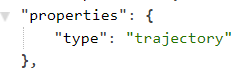 "properties": {
"type": "trajectory"
},